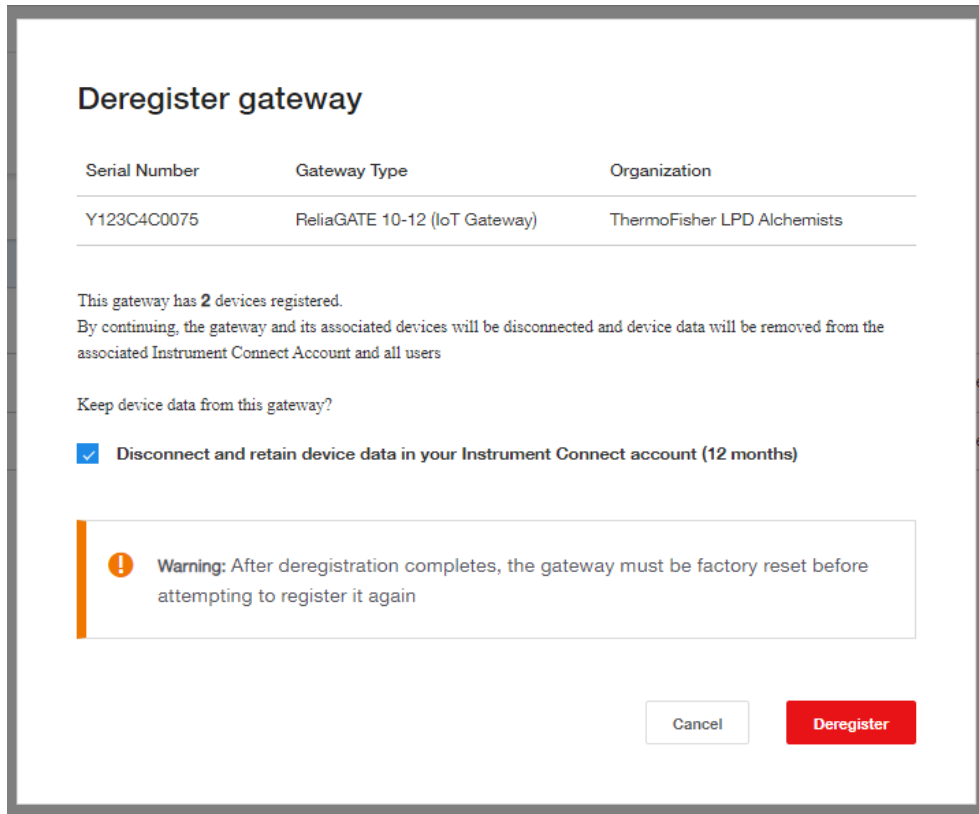 Deregister gateway
Serial Number Gateway Type Organization
Y123C4C0075 ReliaGATE 10-12 (IoT Gateway) ThermoFisher LPD Alchemists
This gateway has 2 devices registered.
By continuing, the gateway and its associated devices will be disconnected and device data will be removed from the
associated Instrument Connect Account and all users
Keep device data from this gateway?
Disconnect and retain device data in your Instrument Connect account (12 months)
Warning: After deregistration completes, the gateway must be factory reset before
attempting to register it again
Cancel Deregister